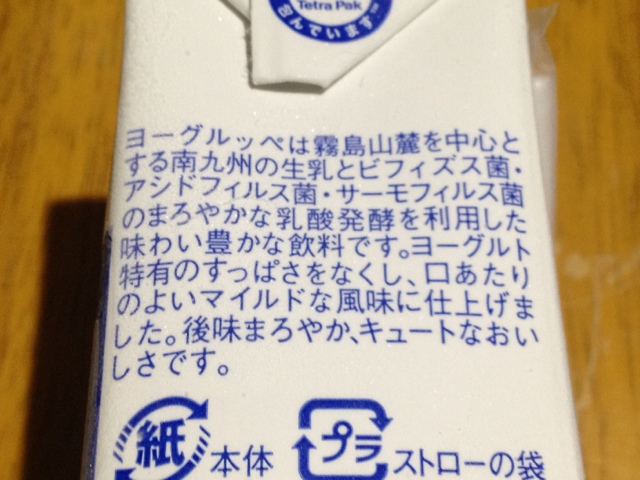 Tetra Pak
包んでいます
ヨーグルッペは霧島山麓を中心と
する南九州の生乳とビフィズス菌・
アシドフィルス菌・サーモフィルス菌
のまろやかな乳酸発酵を利用した
味わい豊かな飲料です。ヨーグルト
特有のすっぱさをなくし、口あたり
のよいマイルドな風味に仕上げま
した。後味まろやか、キュートなおい
しさです。
紙 本体 プラ ストローの袋